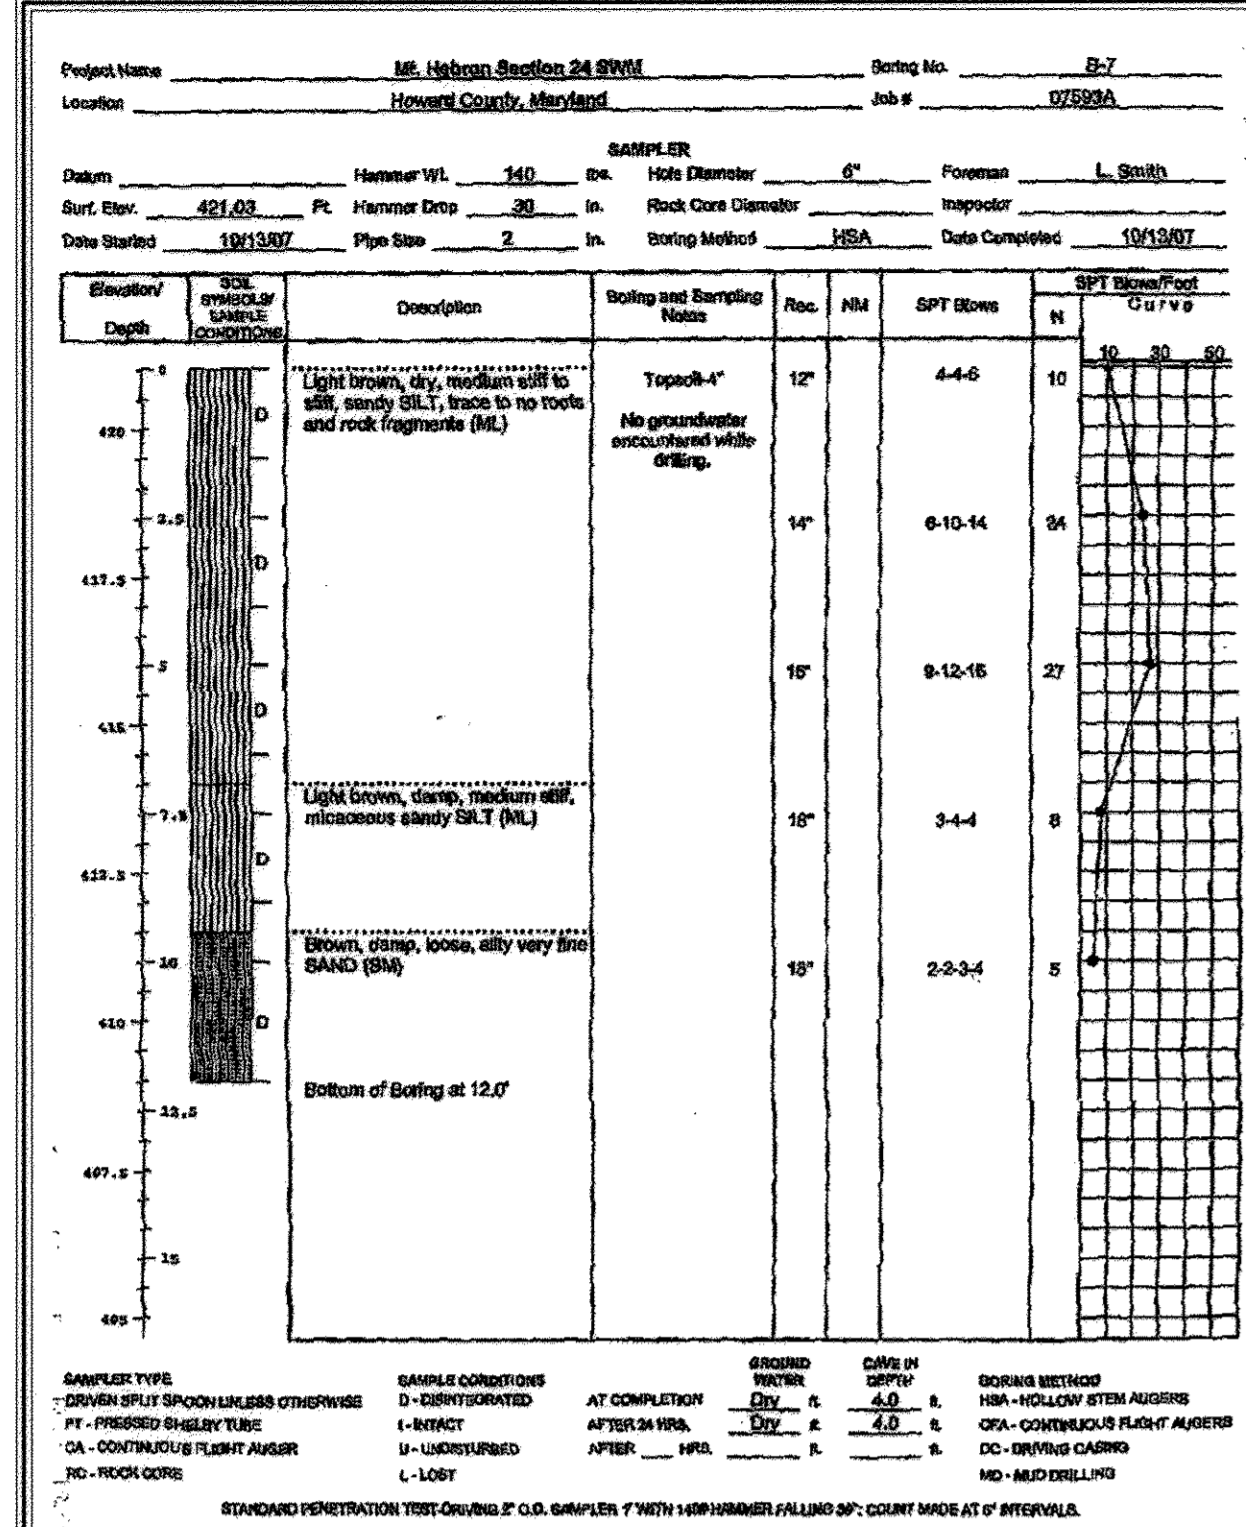 Project Name Mt. Hebron Section 24 SWM Boring No. B-7
Location Howard County, Maryland Job # 07593A
SAMPLER
Datum Hammer Wt. 140 lbs. Hole Diameter 6" Foreman L. Smith
Surf. Elev. 421.03 Ft. Hammer Drop 30 in. Rock Core Diameter Inspector
Date Started 10/13/07 Pipe Size 2 in. Boring Method HSA Date Completed 10/13/07
Elevation/ Depth SOIL SYMBOLS/ SAMPLE CONDITIONS Description Boring and Sampling Notes Rec. NM SPT Blows SPT Blows/Foot
N Curve
10 30 50
0 Light brown, dry, medium stiff to Topsoil-4" 12" 4-4-6 10
stiff, sandy SILT, trace to no roots
D and rock fragments (ML) No groundwater
420 encountered while
drilling.
2.5 14" 6-10-14 24
D
417.5
5 9-12-15 27
D
415
Light brown, damp, medium stiff,
7.5 micaceous sandy SILT (ML) 18" 3-4-4 8
D
412.5
Brown, damp, loose, silty very fine
10 SAND (SM) 18" 2-2-3-4 5
410 D
Bottom of Boring at 12.0'
12.5
407.5
15
405
GROUND WATER CAVE IN DEPTH
SAMPLER TYPE SAMPLE CONDITIONS BORING METHOD
DRIVEN SPLIT SPOON UNLESS OTHERWISE D - DISINTEGRATED AT COMPLETION Dry ft. 4.0 ft. HSA - HOLLOW STEM AUGERS
PT - PRESSED SHELBY TUBE I - INTACT AFTER 24 HRS. Dry ft. 4.0 ft. CFA - CONTINUOUS FLIGHT AUGERS
CA - CONTINUOUS FLIGHT AUGER U - UNDISTURBED AFTER HRS. ft. ft. DC - DRIVING CASING
RC - ROCK CORE L - LOST MD - MUD DRILLING
STANDARD PENETRATION TEST-DRIVING 2" O.D. SAMPLER 1' WITH 140# HAMMER FALLING 30": COUNT MADE AT 6" INTERVALS.